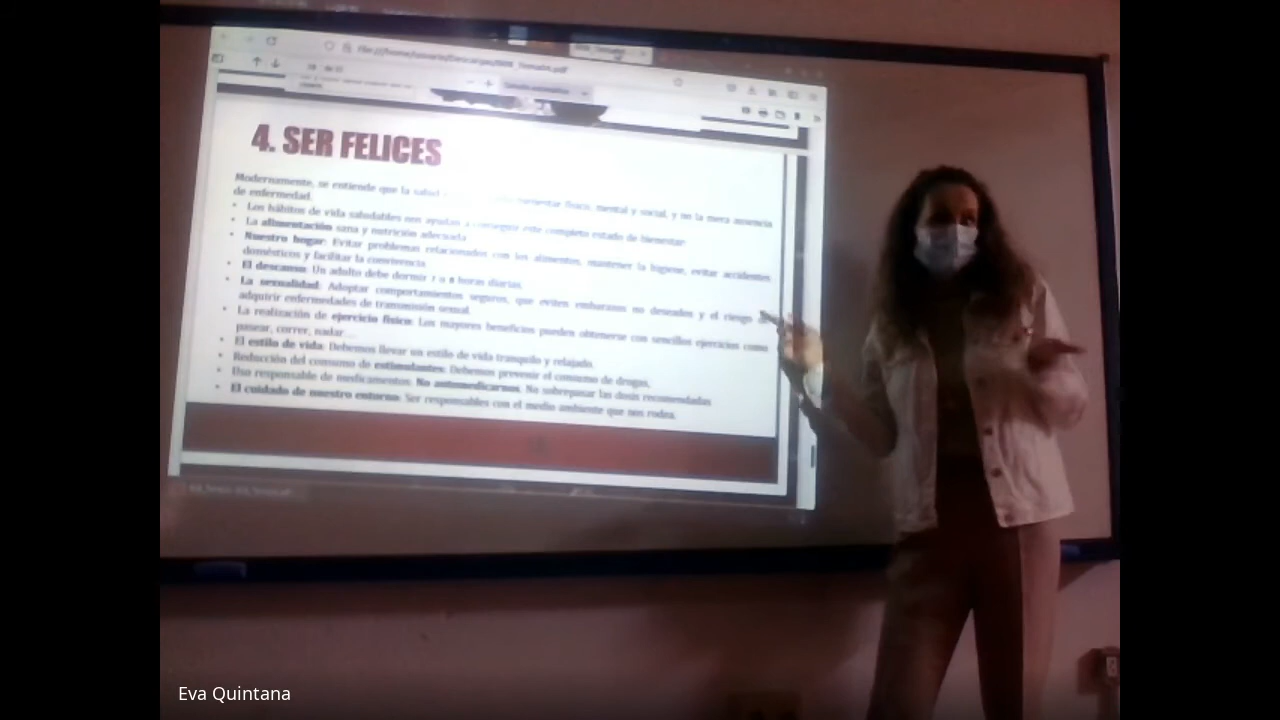 4. SER FELICES
Modernamente, se entiende que la salud bienestar físico, mental y social, y no la mera ausencia
de enfermedad.
• Los hábitos de vida saludables nos ayudan a conseguir este completo estado de bienestar
• La alimentación sana y nutrición adecuada
• Nuestro hogar: Evitar problemas relacionados con los alimentos, mantener la higiene, evitar accidentes
domésticos y facilitar la convivencia.
• El descanso: Un adulto debe dormir 7 u 8 horas diarias.
• La sexualidad: Adoptar comportamientos seguros, que eviten embarazos no deseados y el riesgo de
adquirir enfermedades de transmisión sexual.
• La realización de ejercicio físico: Los mayores beneficios pueden obtenerse con sencillos ejercicios como
pasear, correr, nadar...
• El estilo de vida: Debemos llevar un estilo de vida tranquilo y relajado.
• Reducción del consumo de estimulantes: Debemos prevenir el consumo de drogas,
• Uso responsable de medicamentos: No automedicarnos. No sobrepasar las dosis recomendadas
• El cuidado de nuestro entorno: Ser responsables con el medio ambiente que nos rodea.
Eva Quintana